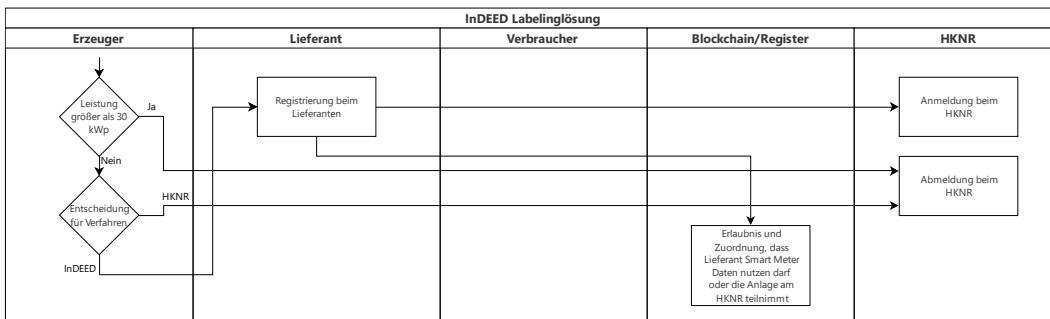 InDEED Labelinglösung
Erzeuger
Lieferant
Verbraucher
Blockchain/Register
HKNR
Leistung
größer als 30
kWp
Ja
Nein
Entscheidung
für Verfahren
HKNR
InDEED
Registrierung beim
Lieferanten
Erlaubnis und
Zuordnung, dass
Lieferant Smart Meter
Daten nutzen darf
oder die Anlage am
HKNR teilnimmt
Anmeldung beim
HKNR
Abmeldung beim
HKNR